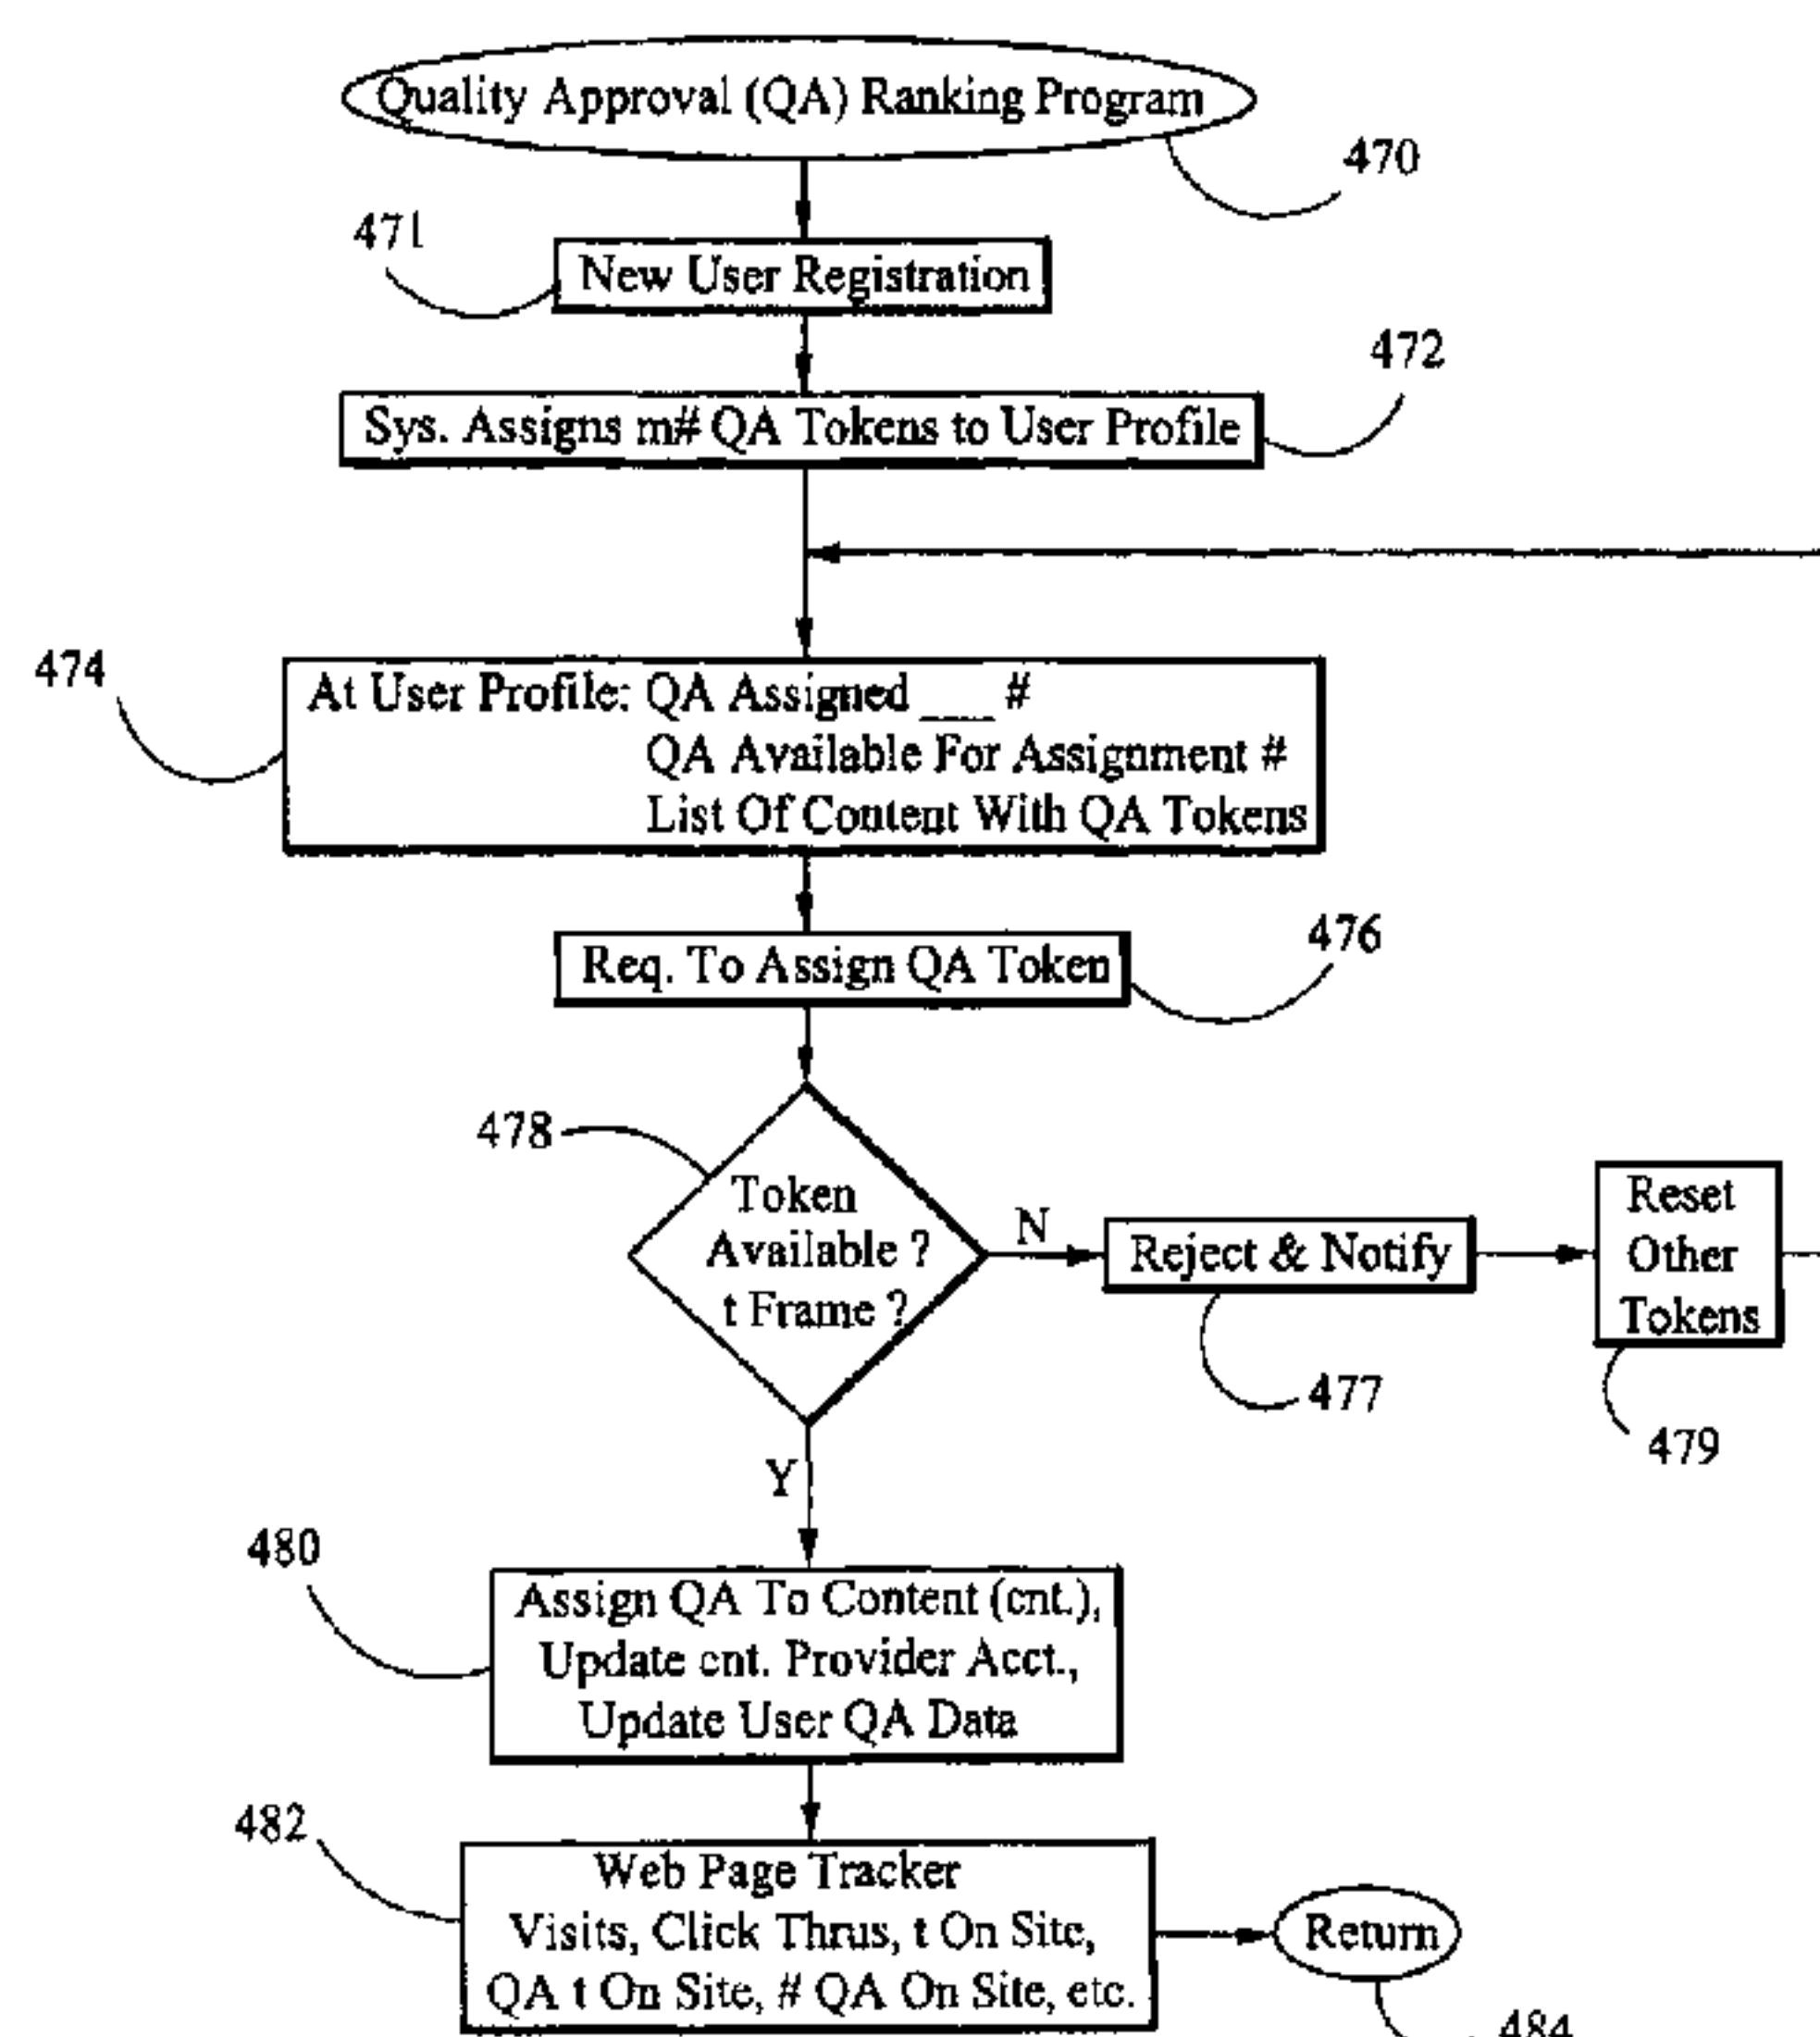 Quality Approval (QA) Ranking Program
470
471
New User Registration
472
Sys. Assigns m# QA Tokens to User Profile
474
At User Profile: QA Assigned ___ #
QA Available For Assignment #
List Of Content With QA Tokens
476
Req. To Assign QA Token
478
Token
Available ?
t Frame ?
N
Reject & Notify
477
Reset
Other
Tokens
479
Y
480
Assign QA To Content (cnt.),
Update cnt. Provider Acct.,
Update User QA Data
482
Web Page Tracker
Visits, Click Thrus, t On Site,
QA t On Site, # QA On Site, etc.
Return
484